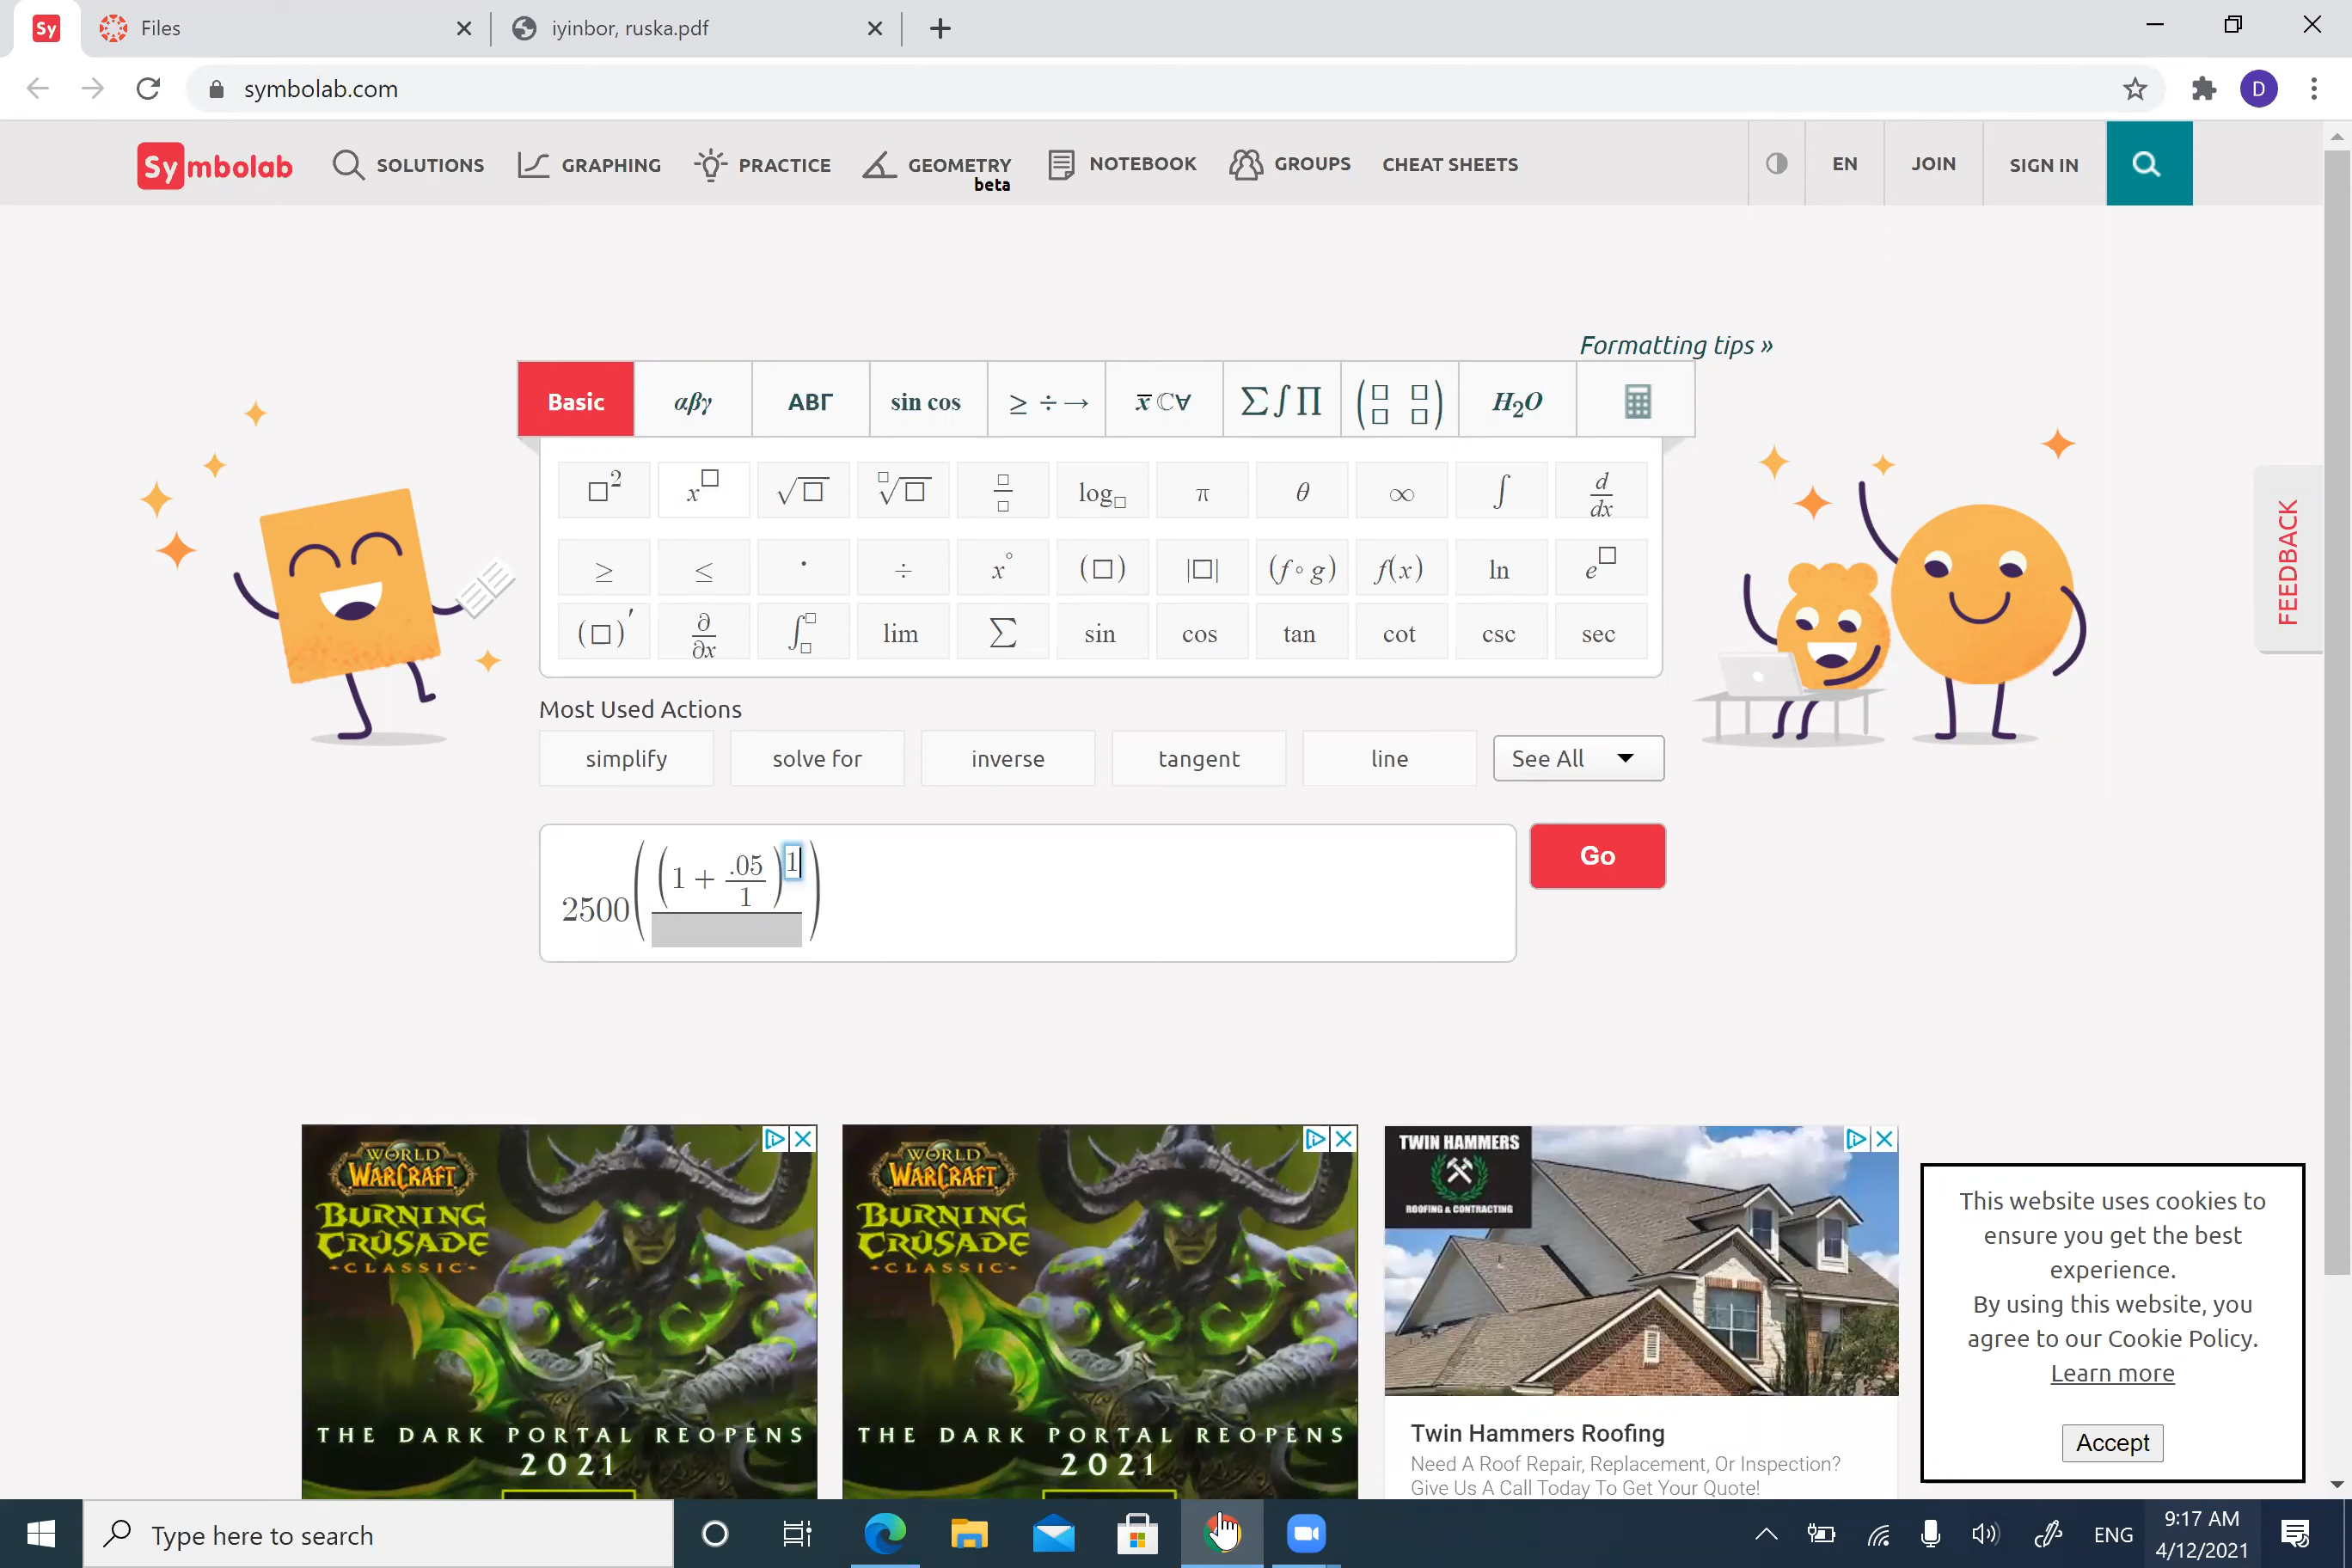 Sy Files iyinbor, ruska.pdf
symbolab.com D
Symbolab SOLUTIONS GRAPHING PRACTICE GEOMETRY beta NOTEBOOK GROUPS CHEAT SHEETS EN JOIN SIGN IN
Formatting tips »
Basic αβγ ΑΒΓ sin cos ≥ ÷ → x̄ ℂ ∀ ∑ ∫ ∏ (□ □ □ □) H₂O
□² x^□ √□ ⁿ√□ □/□ log□ π θ ∞ ∫ d/dx
≥ ≤ · ÷ x° (□) |□| (f ∘ g) f(x) ln e^□
(□)′ ∂/∂x ∫ lim ∑ sin cos tan cot csc sec
FEEDBACK
Most Used Actions
simplify solve for inverse tangent line See All
2500(((1 + .05/1)^1)/ )
Go
WORLD
WARCRAFT
BURNING
CRUSADE
CLASSIC
THE DARK PORTAL REOPENS
2021
WORLD
WARCRAFT
BURNING
CRUSADE
CLASSIC
THE DARK PORTAL REOPENS
2021
TWIN HAMMERS
ROOFING & CONTRACTING
Twin Hammers Roofing
Need A Roof Repair, Replacement, Or Inspection?
Give Us A Call Today To Get Your Quote!
This website uses cookies to
ensure you get the best
experience.
By using this website, you
agree to our Cookie Policy.
Learn more
Accept
Type here to search
ENG
9:17 AM
4/12/2021